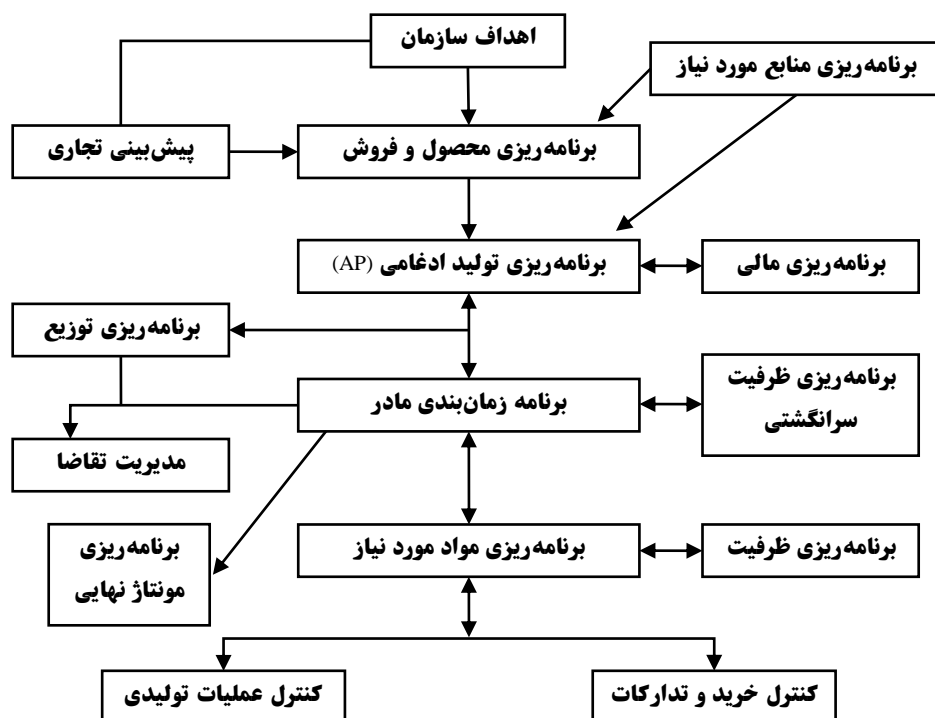 اهداف سازمان
برنامه‌ریزی منابع مورد نیاز
برنامه‌ریزی محصول و فروش
پیش‌بینی تجاری
برنامه‌ریزی تولید ادغامی (AP)
برنامه‌ریزی مالی
برنامه‌ریزی توزیع
برنامه‌ریزی ظرفیت
سرانگشتی
برنامه زمان‌بندی مادر
مدیریت تقاضا
برنامه‌ریزی ظرفیت
برنامه‌ریزی مواد مورد نیاز
برنامه‌ریزی
مونتاژ نهایی
کنترل خرید و تدارکات
کنترل عملیات تولیدی